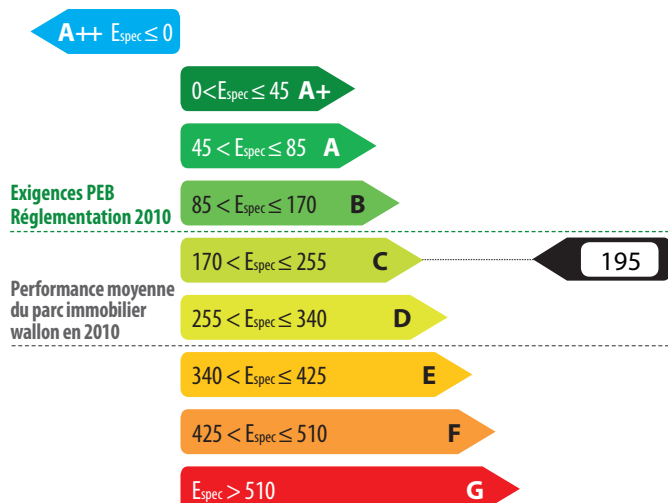 A++ Espec ≤ 0
0<Espec ≤ 45 A+
45 < Espec ≤ 85 A
Exigences PEB
Réglementation 2010
85 < Espec ≤ 170 B
170 < Espec ≤ 255 C
195
Performance moyenne
du parc immobilier
wallon en 2010
255 < Espec ≤ 340 D
340 < Espec ≤ 425 E
425 < Espec ≤ 510 F
Espec > 510 G